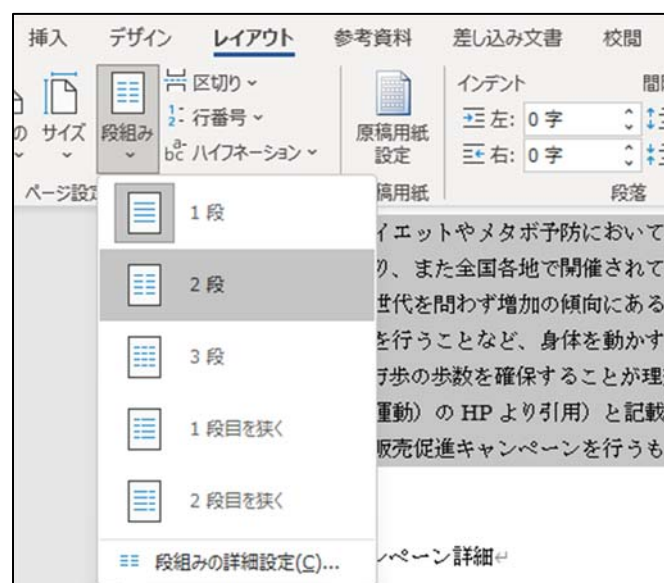 挿入 デザイン レイアウト 参考資料 差し込み文書 校閲
区切り インデント
サイズ 段組み 行番号 原稿用紙設定 左: 0 字
ハイフネーション 右: 0 字
稿用紙 段落
1 段
2 段
3 段
1 段目を狭く
2 段目を狭く
段組みの詳細設定(C)...
イエットやメタボ予防において
り、また全国各地で開催されて
世代を問わず増加の傾向にある
を行うことなど、身体を動かす
万歩の歩数を確保することが理
運動）の HP より引用）と記載
販売促進キャンペーンを行うも
ンペーン詳細↵